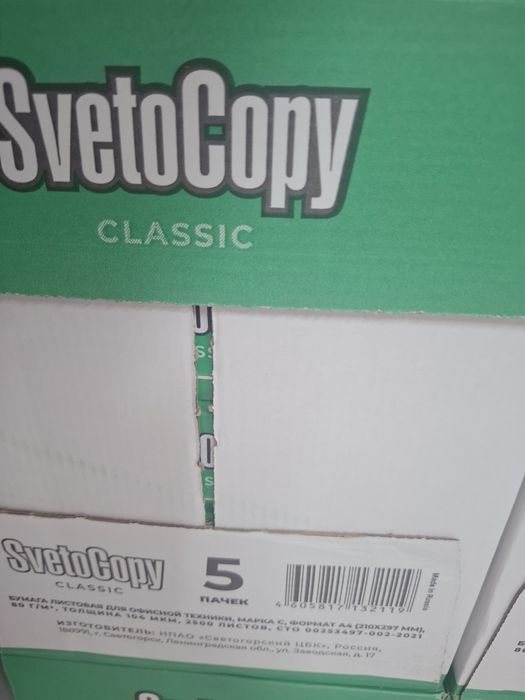 SvetoCopy
CLASSIC
SvetoCopy
CLASSIC
5
ПАЧЕК
4 605817 132119
Made in Russia
БУМАГА ЛИСТОВАЯ ДЛЯ ОФИСНОЙ ТЕХНИКИ, МАРКА С, ФОРМАТ А4 (210X297 ММ),
80 Г/М², ТОЛЩИНА 104 МКМ, 2500 ЛИСТОВ, СТО 00253497-002-2021
ИЗГОТОВИТЕЛЬ: НПАО «Светогорский ЦБК», Россия,
188991, г. Светогорск, Ленинградская обл., ул. Заводская, д. 17